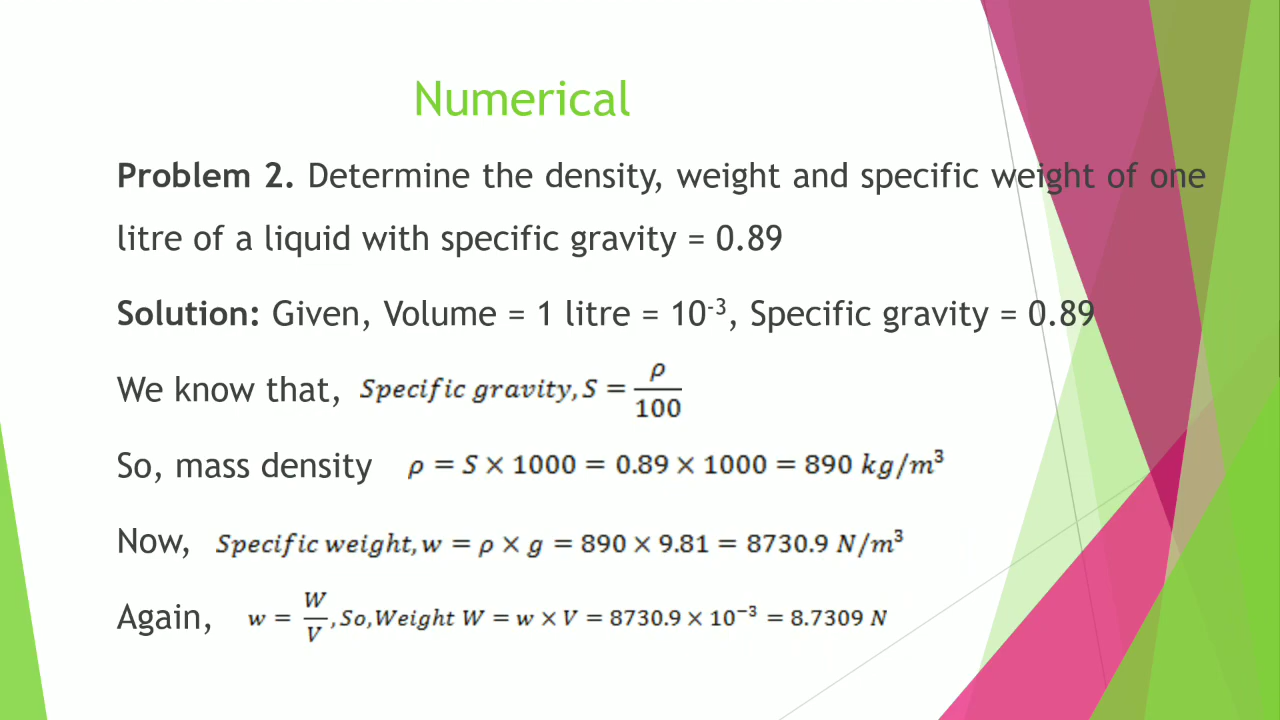 Numerical
Problem 2. Determine the density, weight and specific weight of one
litre of a liquid with specific gravity = 0.89
Solution: Given, Volume = 1 litre = 10⁻³, Specific gravity = 0.89
We know that, Specific gravity, S = ρ/100
So, mass density ρ = S × 1000 = 0.89 × 1000 = 890 kg/m³
Now, Specific weight, w = ρ × g = 890 × 9.81 = 8730.9 N/m³
Again, w = W/V, So, Weight W = w × V = 8730.9 × 10⁻³ = 8.7309 N